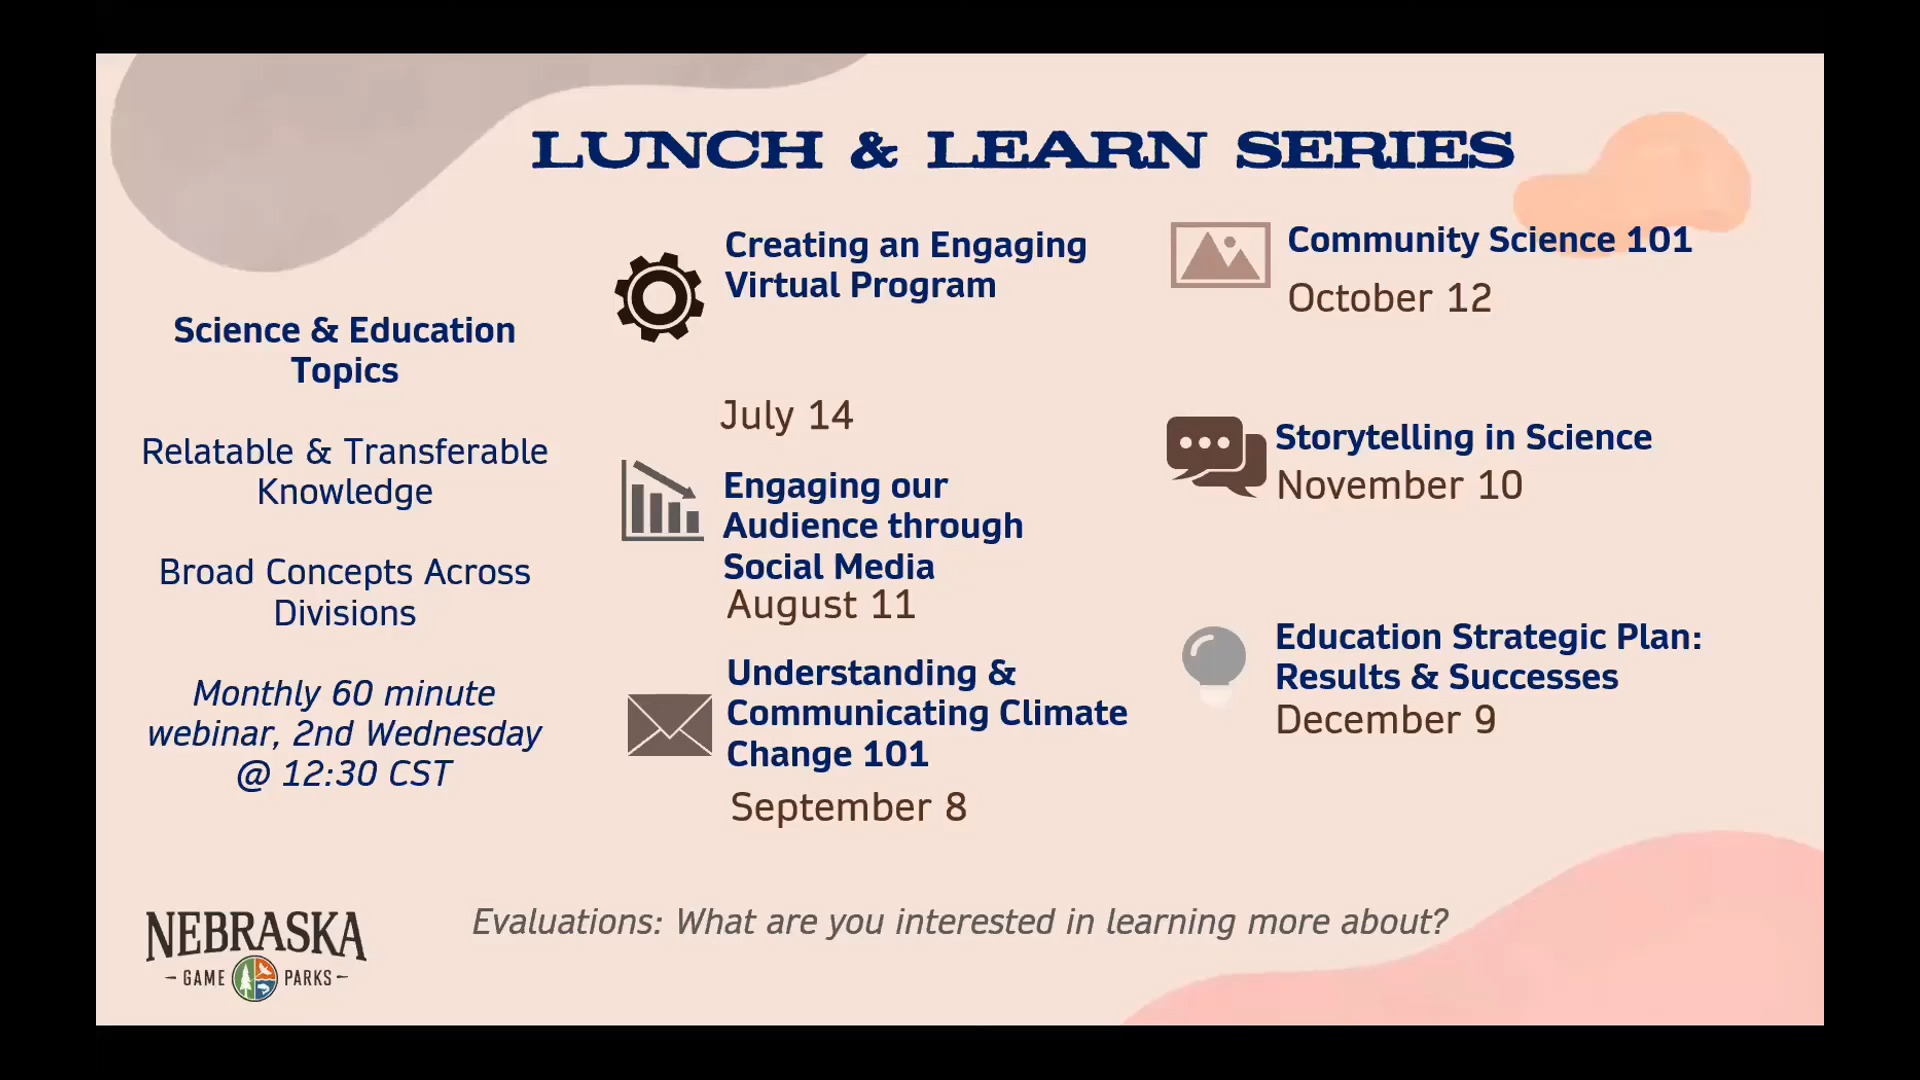 LUNCH & LEARN SERIES
Science & Education
Topics
Relatable & Transferable
Knowledge
Broad Concepts Across
Divisions
Monthly 60 minute
webinar, 2nd Wednesday
@ 12:30 CST
Creating an Engaging
Virtual Program
July 14
Engaging our
Audience through
Social Media
August 11
Understanding &
Communicating Climate
Change 101
September 8
Community Science 101
October 12
Storytelling in Science
November 10
Education Strategic Plan:
Results & Successes
December 9
Evaluations: What are you interested in learning more about?
NEBRASKA
GAME PARKS